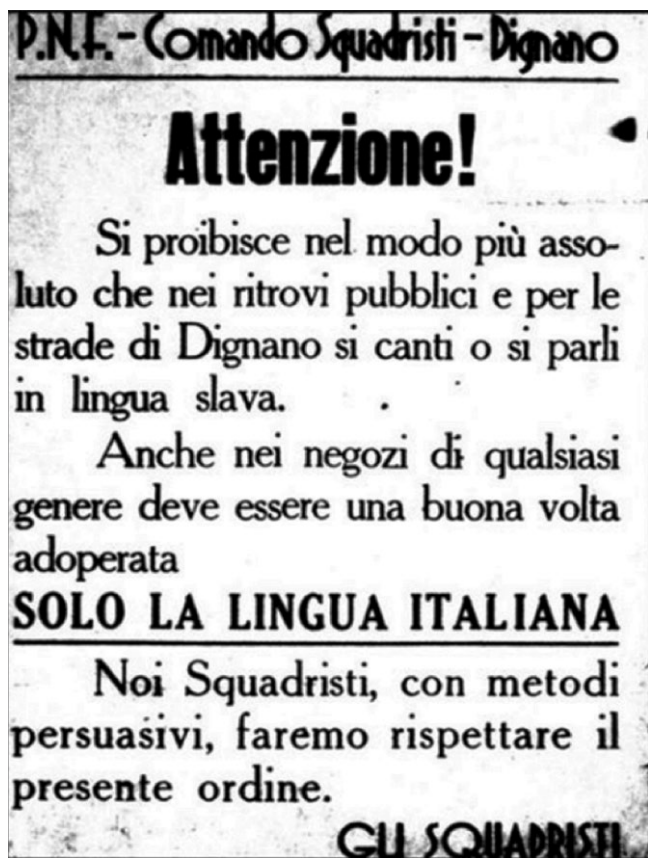 P.N.F. - Comando Squadristi - Dignano
Attenzione!
Si proibisce nel modo più asso-
luto che nei ritrovi pubblici e per le
strade di Dignano si canti o si parli
in lingua slava.
Anche nei negozi di qualsiasi
genere deve essere una buona volta
adoperata
SOLO LA LINGUA ITALIANA
Noi Squadristi, con metodi
persuasivi, faremo rispettare il
presente ordine.
GLI SQUADRISTI